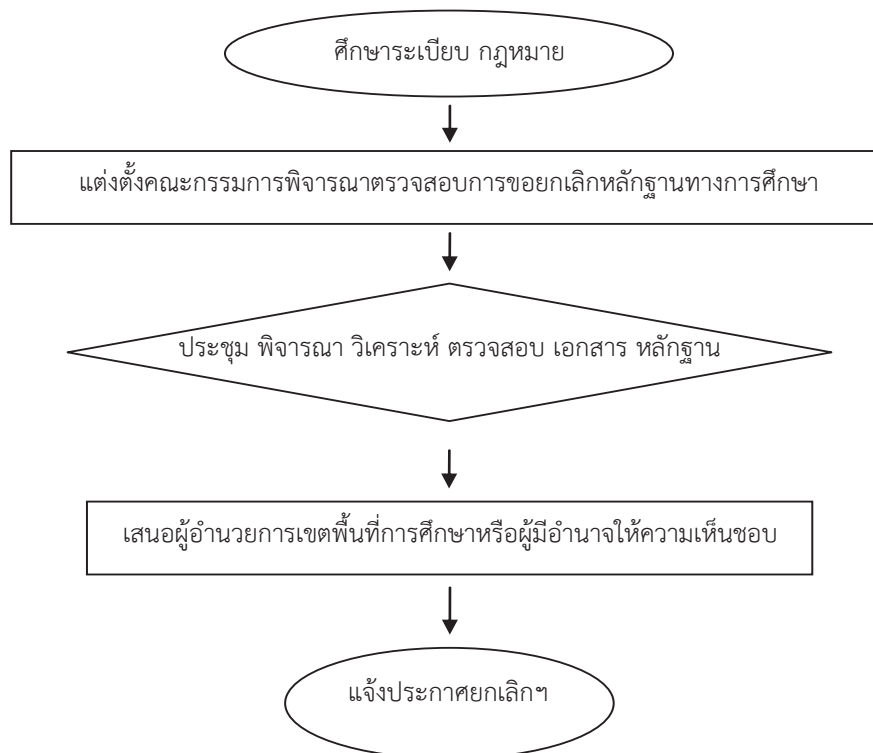 ศึกษาระเบียบ กฎหมาย
แต่งตั้งคณะกรรมการพิจารณาตรวจสอบการขอยกเลิกหลักฐานทางการศึกษา
ประชุม พิจารณา วิเคราะห์ ตรวจสอบ เอกสาร หลักฐาน
เสนอผู้อำนวยการเขตพื้นที่การศึกษาหรือผู้มีอำนาจให้ความเห็นชอบ
แจ้งประกาศยกเลิกฯ